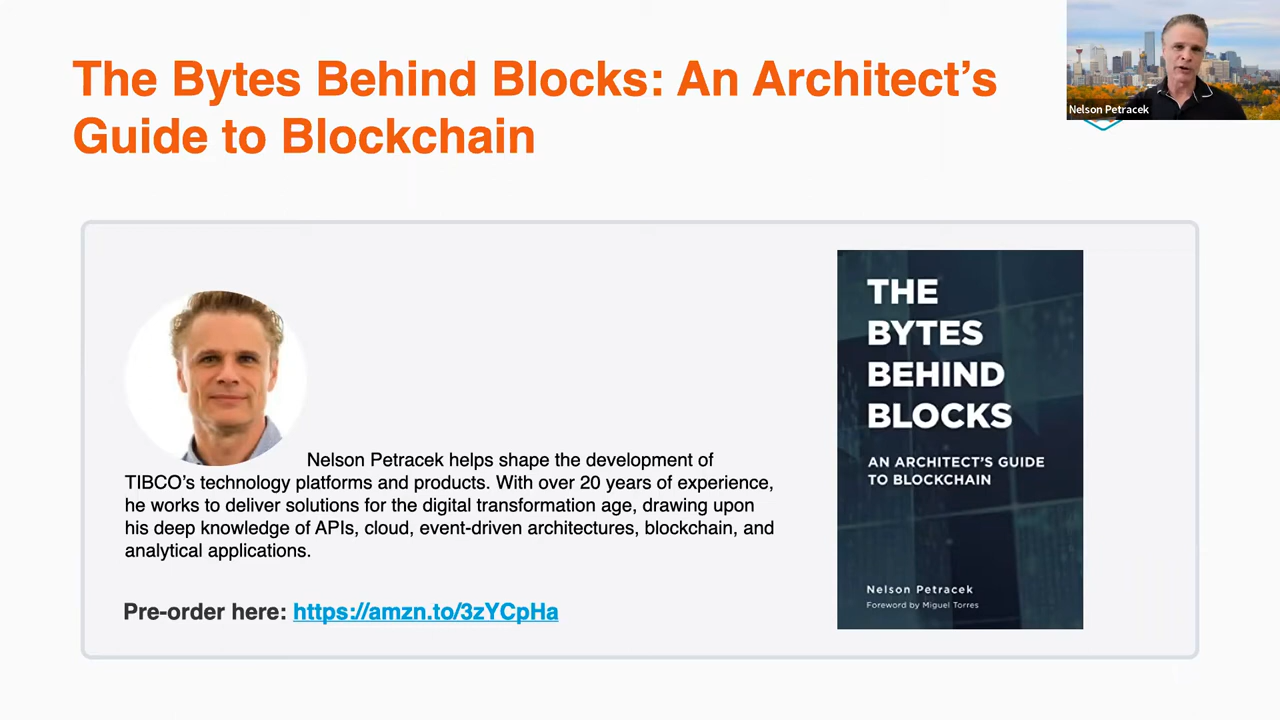 The Bytes Behind Blocks: An Architect’s
Guide to Blockchain
Nelson Petracek
Nelson Petracek helps shape the development of
TIBCO’s technology platforms and products. With over 20 years of experience,
he works to deliver solutions for the digital transformation age, drawing upon
his deep knowledge of APIs, cloud, event-driven architectures, blockchain, and
analytical applications.
Pre-order here: https://amzn.to/3zYCpHa
THE
BYTES
BEHIND
BLOCKS
AN ARCHITECT’S GUIDE
TO BLOCKCHAIN
Nelson Petracek
Foreword by Miguel Torres